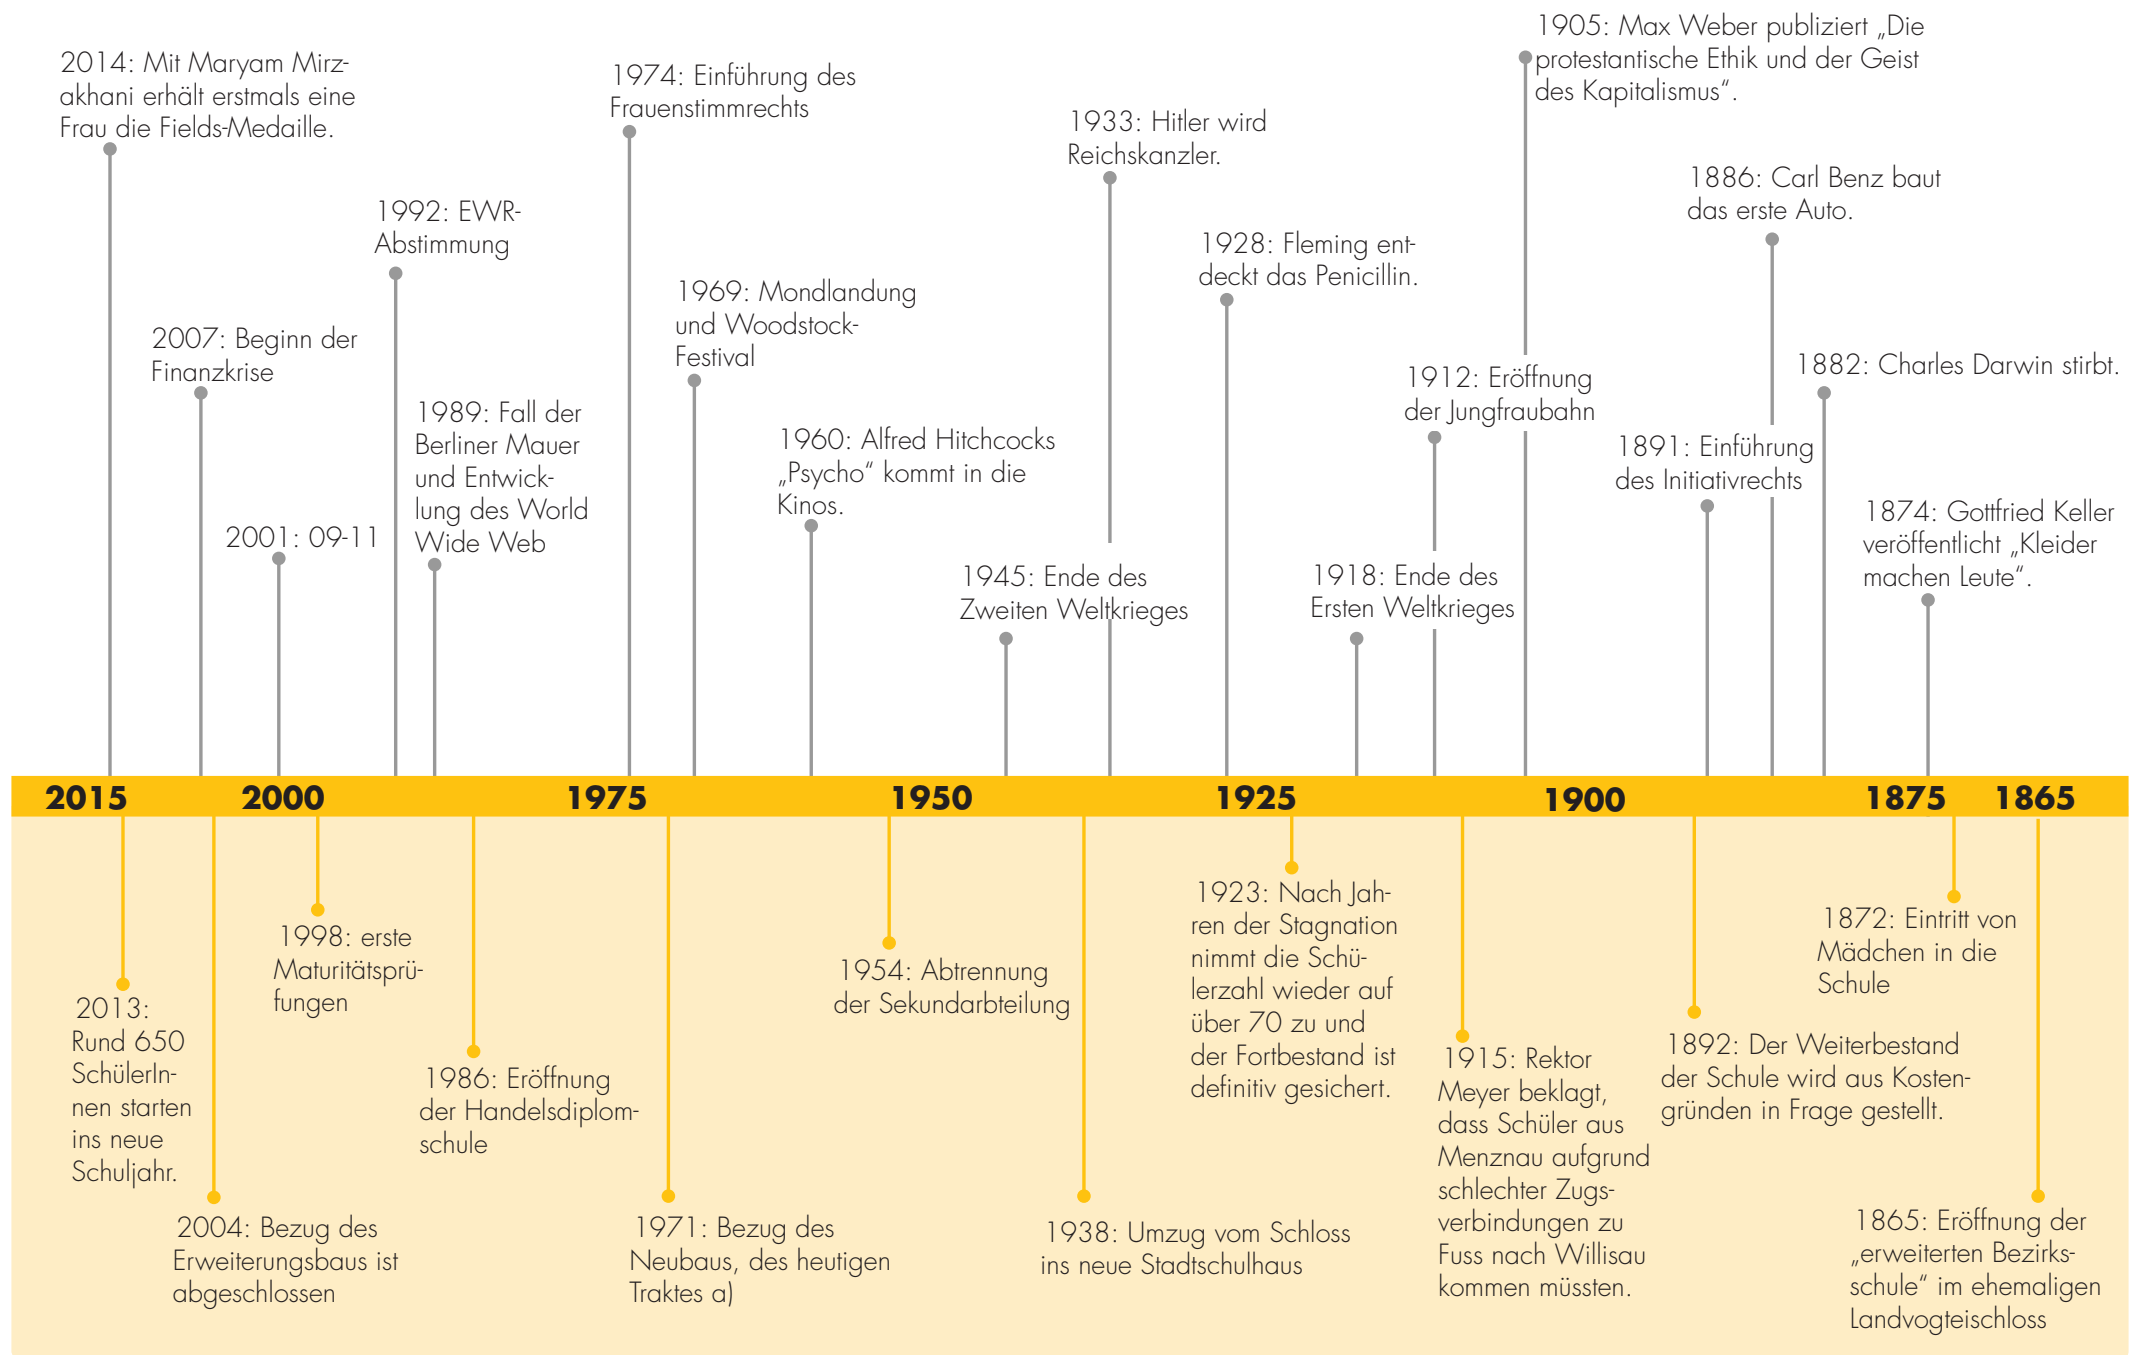 2014: Mit Maryam Mirz-
akhani erhält erstmals eine
Frau die Fields-Medaille.
2007: Beginn der
Finanzkrise
2001: 09-11
1992: EWR-
Abstimmung
1989: Fall der
Berliner Mauer
und Entwick-
lung des World
Wide Web
1974: Einführung des
Frauenstimmrechts
1969: Mondlandung
und Woodstock-
Festival
1960: Alfred Hitchcocks
„Psycho“ kommt in die
Kinos.
1945: Ende des
Zweiten Weltkrieges
1933: Hitler wird
Reichskanzler.
1928: Fleming ent-
deckt das Penicillin.
1918: Ende des
Ersten Weltkrieges
1912: Eröffnung
der Jungfraubahn
1905: Max Weber publiziert „Die
protestantische Ethik und der Geist
des Kapitalismus“.
1891: Einführung
des Initiativrechts
1886: Carl Benz baut
das erste Auto.
1882: Charles Darwin stirbt.
1874: Gottfried Keller
veröffentlicht „Kleider
machen Leute“.
2015 2000 1975 1950 1925 1900 1875 1865
2013:
Rund 650
SchülerIn-
nen starten
ins neue
Schuljahr.
2004: Bezug des
Erweiterungsbaus ist
abgeschlossen
1998: erste
Maturitätsprü-
fungen
1986: Eröffnung
der Handelsdiplom-
schule
1971: Bezug des
Neubaus, des heutigen
Traktes a)
1954: Abtrennung
der Sekundarbteilung
1938: Umzug vom Schloss
ins neue Stadtschulhaus
1923: Nach Jah-
ren der Stagnation
nimmt die Schü-
lerzahl wieder auf
über 70 zu und
der Fortbestand ist
definitiv gesichert.
1915: Rektor
Meyer beklagt,
dass Schüler aus
Menznau aufgrund
schlechter Zugs-
verbindungen zu
Fuss nach Willisau
kommen müssten.
1892: Der Weiterbestand
der Schule wird aus Kosten-
gründen in Frage gestellt.
1872: Eintritt von
Mädchen in die
Schule
1865: Eröffnung der
„erweiterten Bezirks-
schule“ im ehemaligen
Landvogteischloss